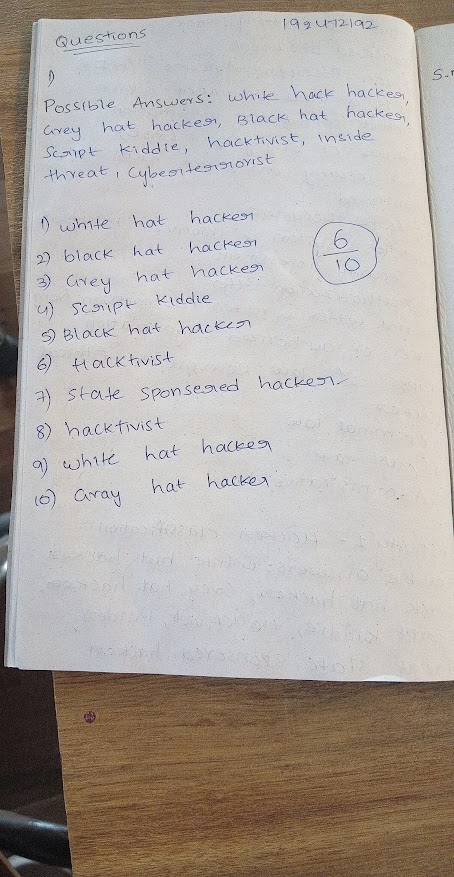 Questions
192472192
1)
Possible Answers: white hack hacker,
Grey hat hacker, Black hat hacker,
Script kiddie, hacktivist, inside
threat, Cyberterrorist
1) white hat hacker
2) black hat hacker
3) Grey hat hacker
4) Script kiddie
5) Black hat hacker
6) Hacktivist
7) State sponsered hacker
8) hacktivist
9) white hat hacker
10) Gray hat hacker
6
10